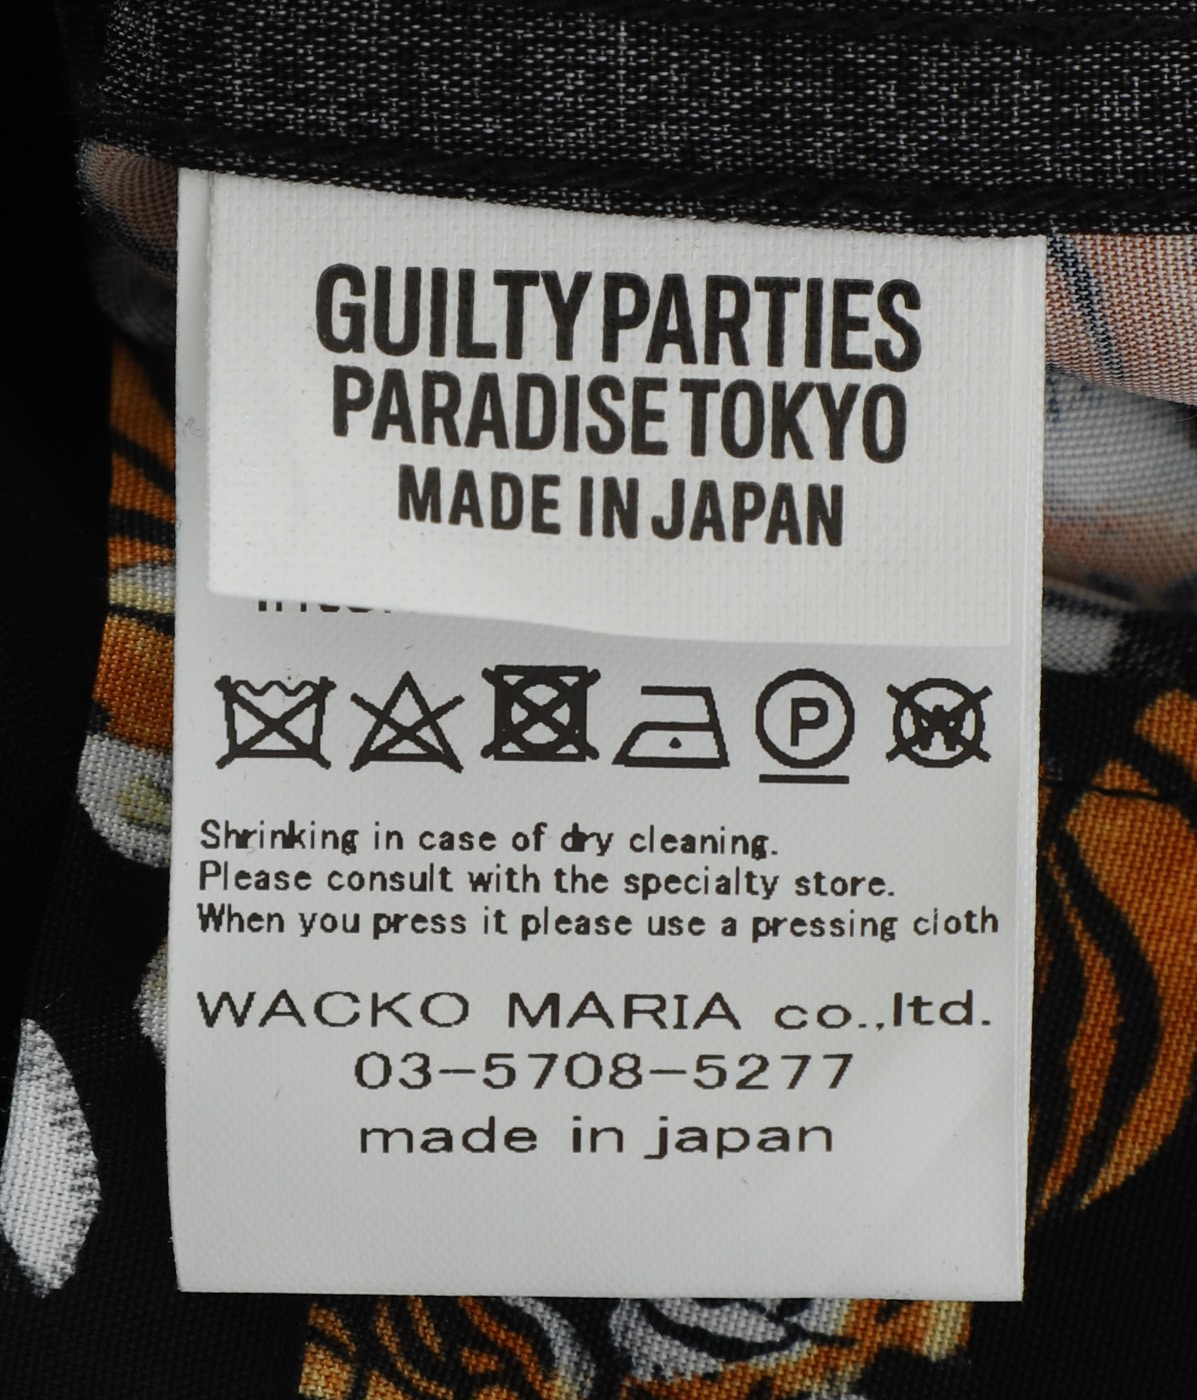 GUILTY PARTIES
PARADISE TOKYO
MADE IN JAPAN
P W
Shrinking in case of dry cleaning.
Please consult with the specialty store.
When you press it please use a pressing cloth
WACKO MARIA co.,ltd.
03-5708-5277
made in japan